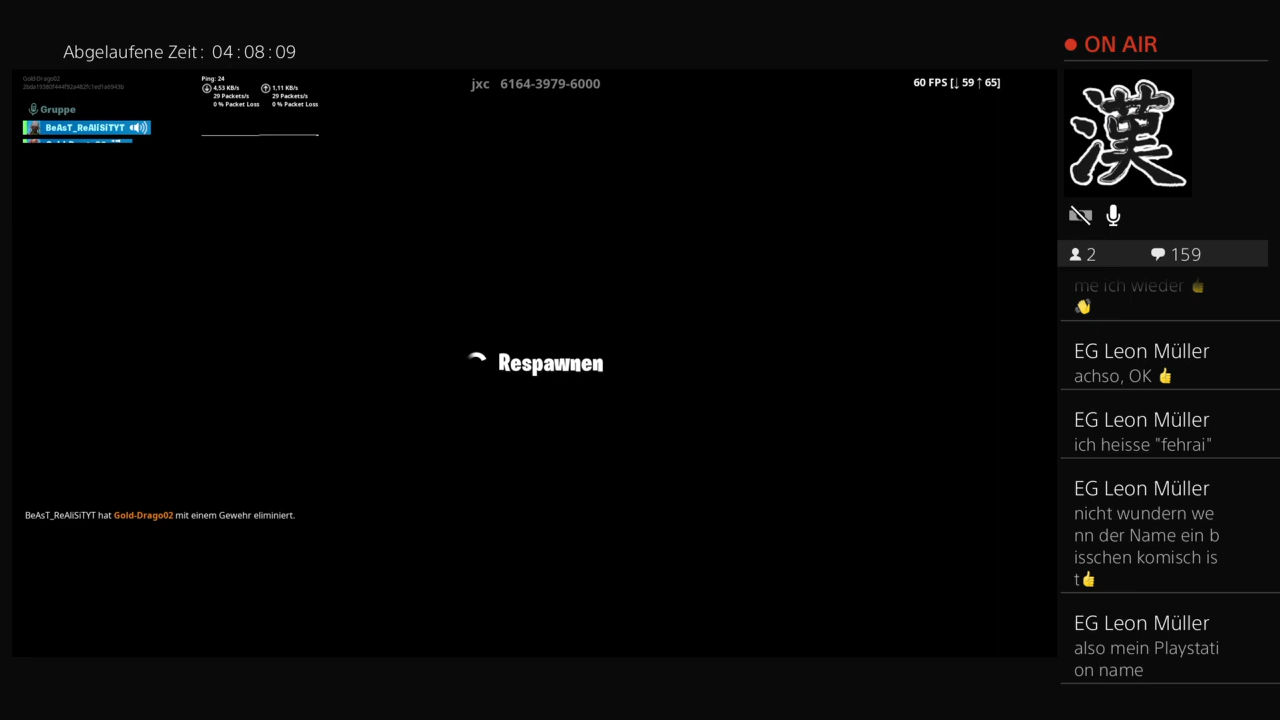 Abgelaufene Zeit: 04:08:09
Gold-Drago02
Ping: 24
4,53 KB/s
29 Packets/s
0 % Packet Loss
1,11 KB/s
29 Packets/s
0 % Packet Loss
jxc 6164-3979-6000
60 FPS [↓ 59 ↑ 65]
Gruppe
BeAsT_ReAliSiTYT
Respawnen
BeAsT_ReAliSiTYT hat Gold-Drago02 mit einem Gewehr eliminiert.
ON AIR
漢
2 159
me ich wieder 👍
👋
EG Leon Müller
achso, OK 👍
EG Leon Müller
ich heisse "fehrai"
EG Leon Müller
nicht wundern we
nn der Name ein b
isschen komisch is
t👍
EG Leon Müller
also mein Playstati
on name